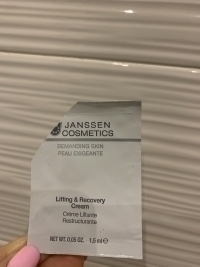 JANSSEN
COSMETICS
DEMANDING SKIN
PEAU EXIGEANTE
Lifting & Recovery
Cream
Crème Liftante
Restructurante
NET WT. 0.05 OZ. 1,5 ml ℮